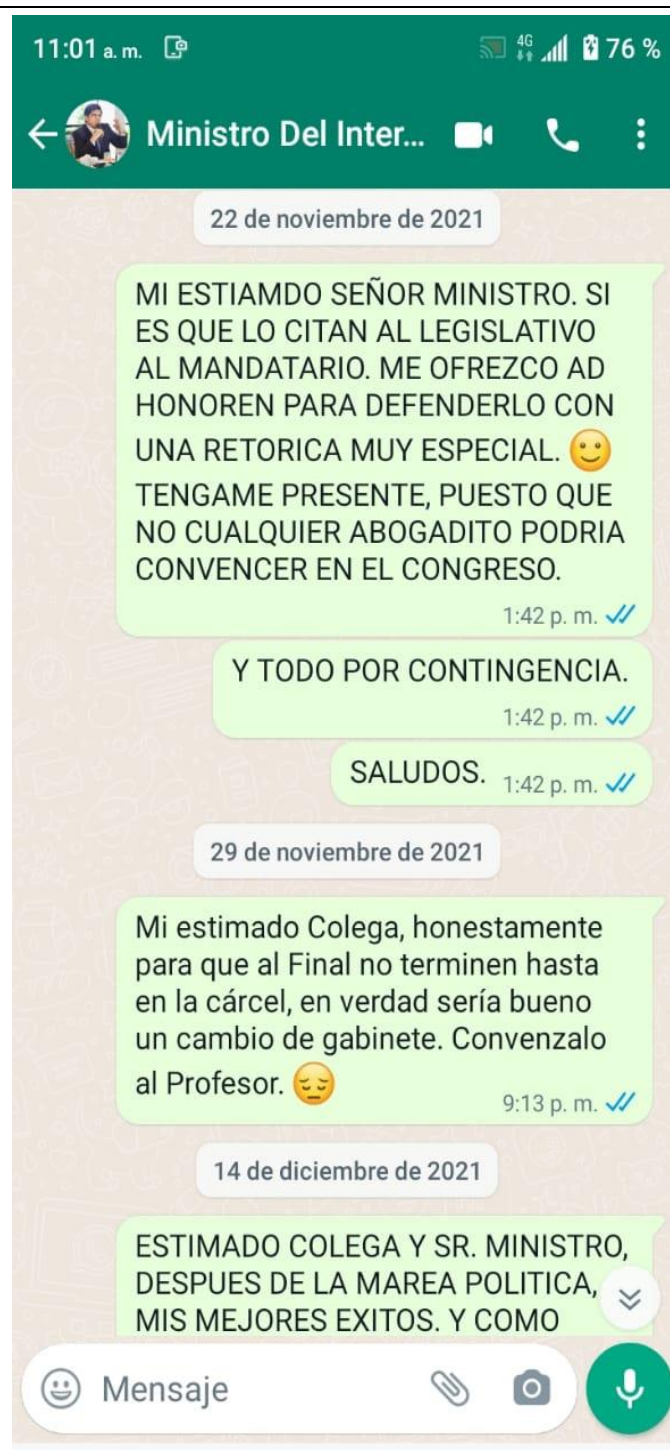 11:01 a. m. 4G 76 %
Ministro Del Inter...
22 de noviembre de 2021
MI ESTIAMDO SEÑOR MINISTRO. SI
ES QUE LO CITAN AL LEGISLATIVO
AL MANDATARIO. ME OFREZCO AD
HONOREN PARA DEFENDERLO CON
UNA RETORICA MUY ESPECIAL. 🙂
TENGAME PRESENTE, PUESTO QUE
NO CUALQUIER ABOGADITO PODRIA
CONVENCER EN EL CONGRESO.
1:42 p. m.
Y TODO POR CONTINGENCIA.
1:42 p. m.
SALUDOS. 1:42 p. m.
29 de noviembre de 2021
Mi estimado Colega, honestamente
para que al Final no terminen hasta
en la cárcel, en verdad sería bueno
un cambio de gabinete. Convenzalo
al Profesor. 😔
9:13 p. m.
14 de diciembre de 2021
ESTIMADO COLEGA Y SR. MINISTRO,
DESPUES DE LA MAREA POLITICA,
MIS MEJORES EXITOS. Y COMO
Mensaje